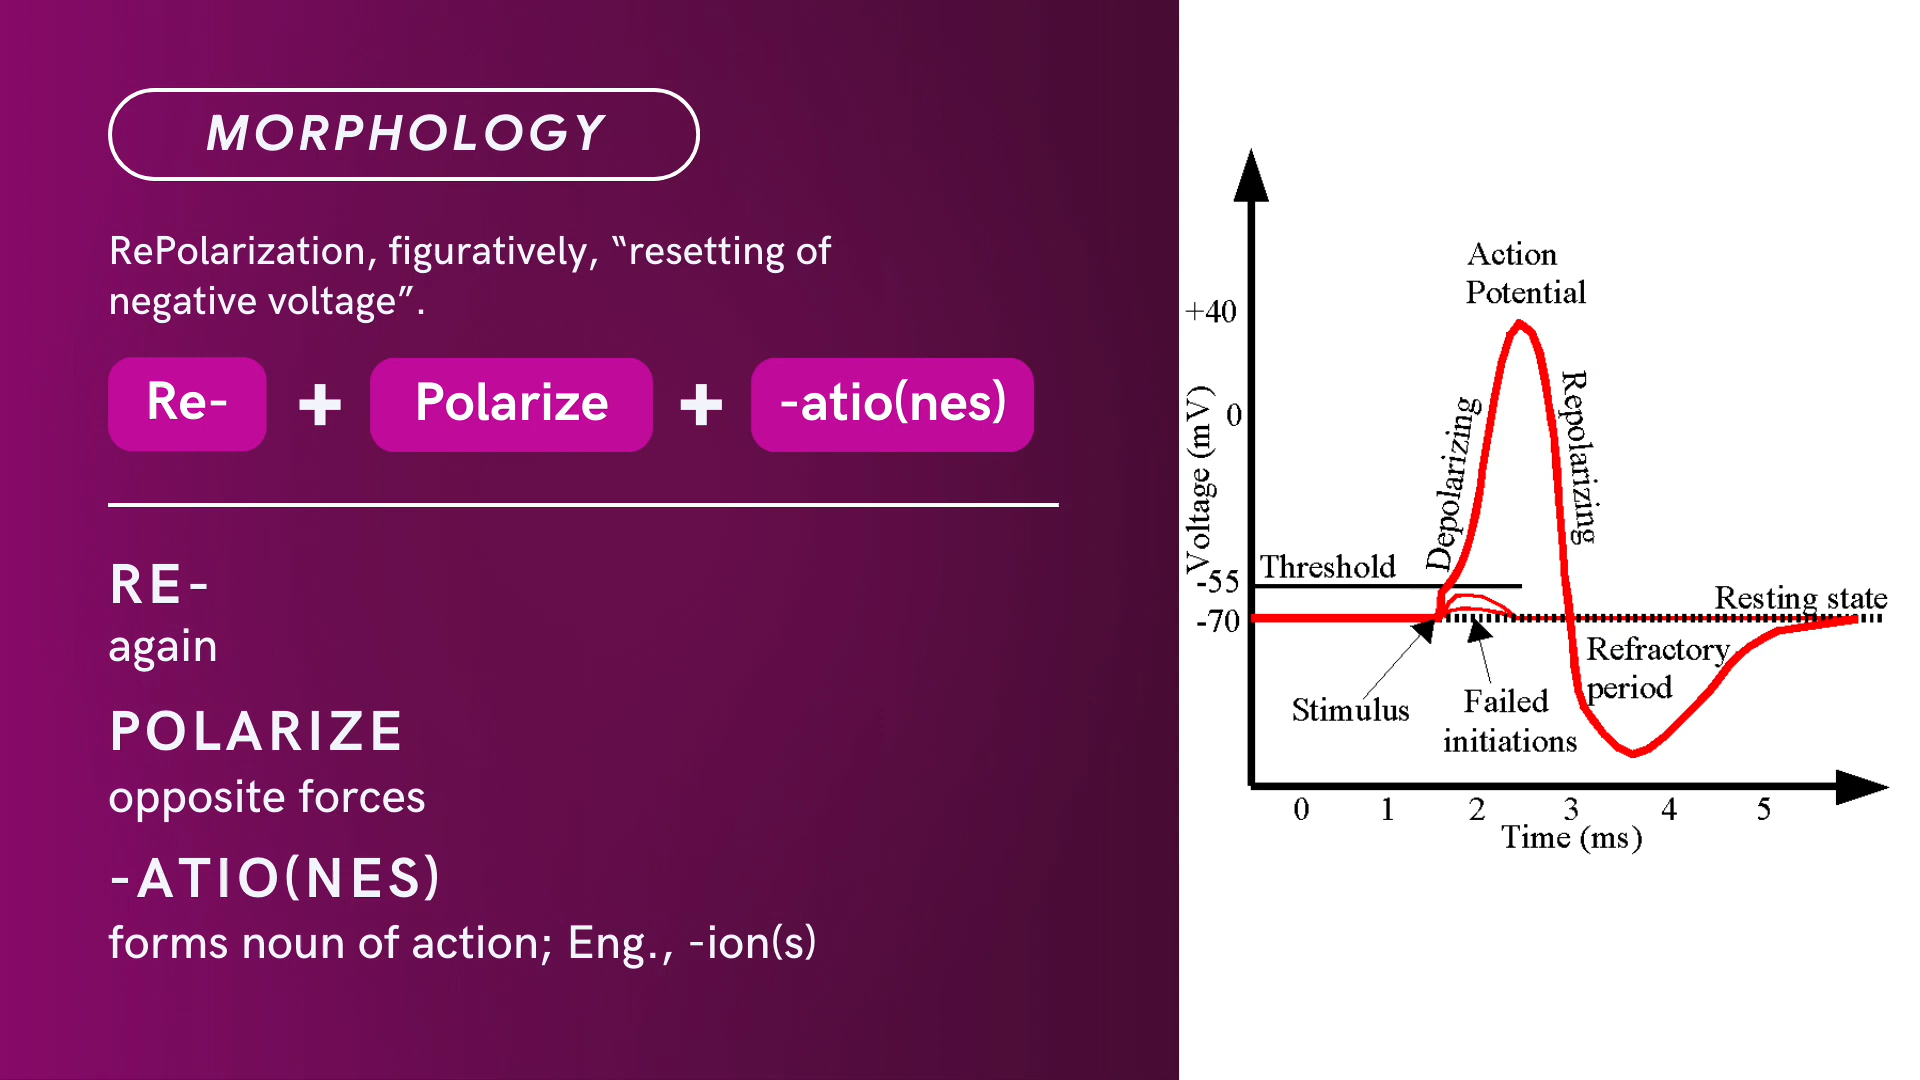 MORPHOLOGY
RePolarization, figuratively, “resetting of
negative voltage”.
Re- + Polarize + -atio(nes)
RE-
again
POLARIZE
opposite forces
-ATIO(NES)
forms noun of action; Eng., -ion(s)
Action
Potential
+40
0
Voltage (mV)
Depolarizing
Repolarizing
Threshold
-55
-70
Resting state
Refractory
period
Stimulus
Failed
initiations
0 1 2 3 4 5
Time (ms)